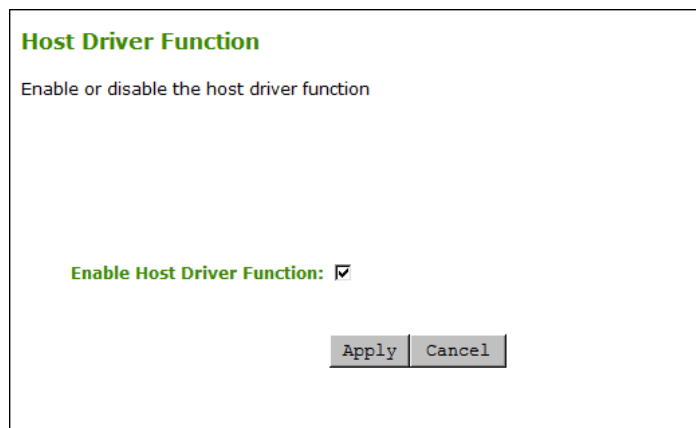 Host Driver Function
Enable or disable the host driver function
Enable Host Driver Function:
Apply Cancel